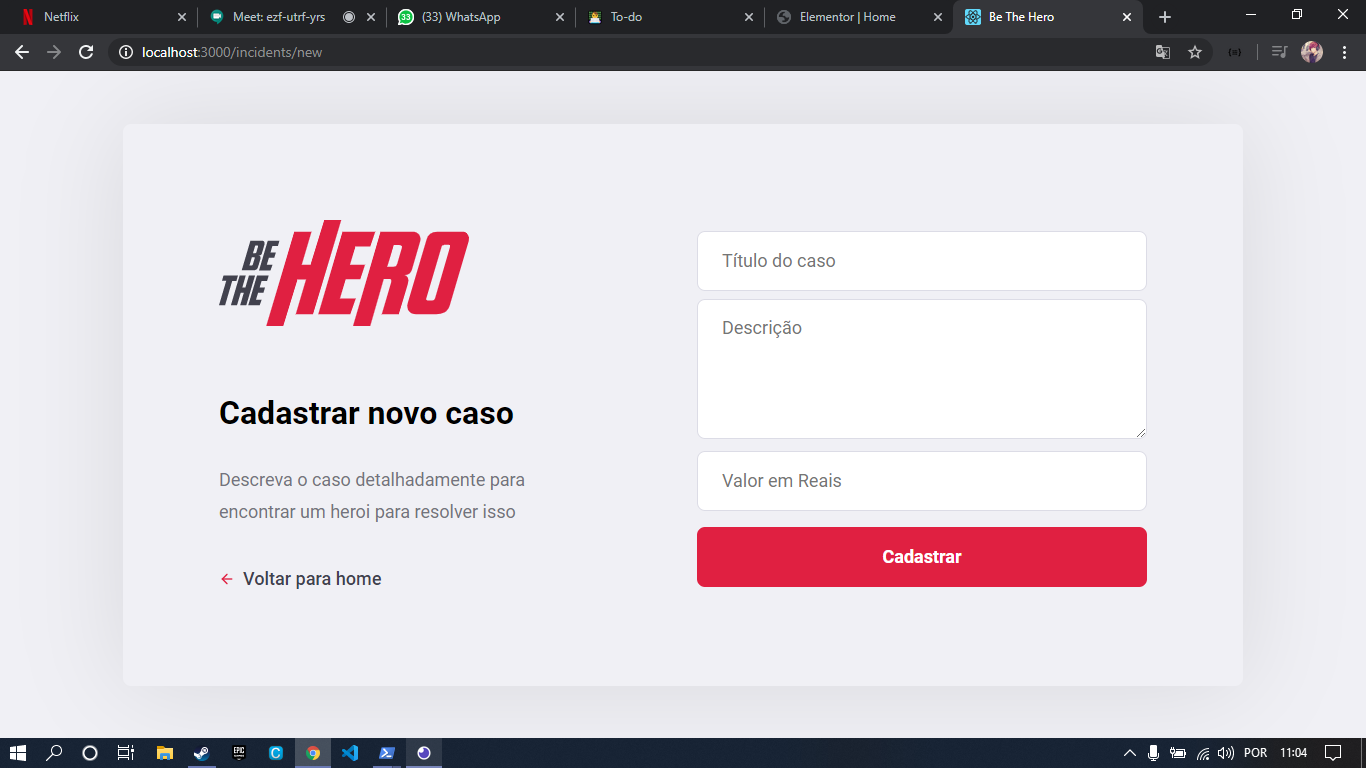 Netflix
Meet: ezf-utrf-yrs
33
(33) WhatsApp
To-do
Elementor | Home
Be The Hero
localhost:3000/incidents/new
BE
THE
HERO
Cadastrar novo caso
Descreva o caso detalhadamente para
encontrar um heroi para resolver isso
Voltar para home
Título do caso
Descrição
Valor em Reais
Cadastrar
EPIC
C
POR
11:04